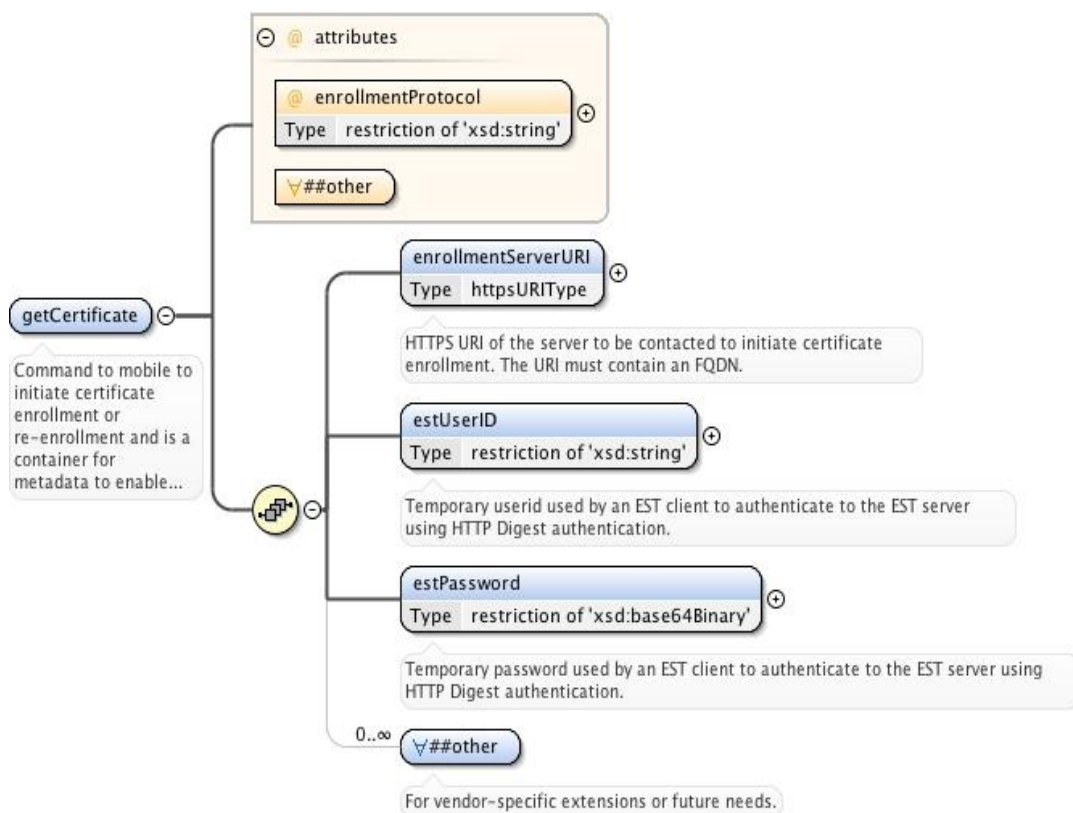 @ attributes
@ enrollmentProtocol
Type restriction of 'xsd:string'
∀##other
getCertificate
Command to mobile to
initiate certificate
enrollment or
re-enrollment and is a
container for
metadata to enable...
enrollmentServerURI
Type httpsURIType
HTTPS URI of the server to be contacted to initiate certificate
enrollment. The URI must contain an FQDN.
estUserID
Type restriction of 'xsd:string'
Temporary userid used by an EST client to authenticate to the EST server
using HTTP Digest authentication.
estPassword
Type restriction of 'xsd:base64Binary'
Temporary password used by an EST client to authenticate to the EST server using
HTTP Digest authentication.
0..∞
∀##other
For vendor-specific extensions or future needs.